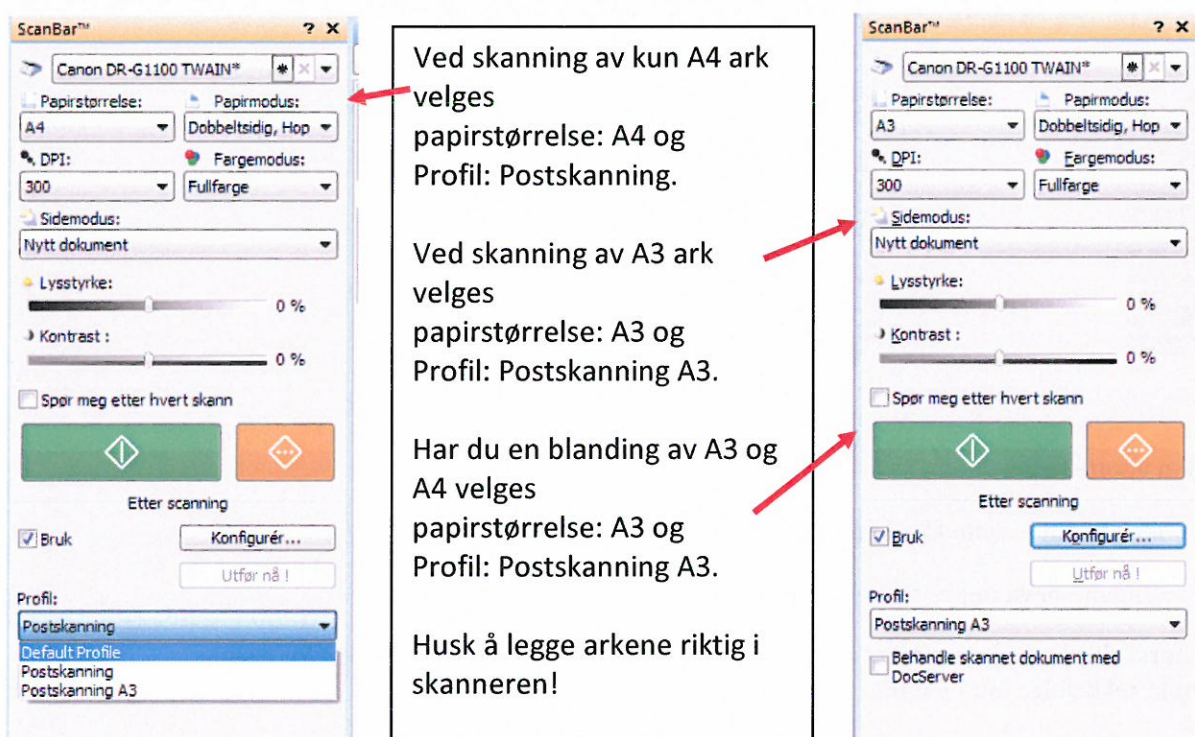 ScanBar™ ? X
Canon DR-G1100 TWAIN*
Papirstørrelse: Papirmodus:
A4 Dobbeltsidig, Hop
DPI: Fargemodus:
300 Fullfarge
Sidemodus:
Nytt dokument
Lysstyrke:
0 %
Kontrast :
0 %
Spør meg etter hvert skann
Etter scanning
Bruk Konfigurér...
Utfør nå !
Profil:
Postskanning
Default Profile
Postskanning
Postskanning A3
Ved skanning av kun A4 ark
velges
papirstørrelse: A4 og
Profil: Postskanning.
Ved skanning av A3 ark
velges
papirstørrelse: A3 og
Profil: Postskanning A3.
Har du en blanding av A3 og
A4 velges
papirstørrelse: A3 og
Profil: Postskanning A3.
Husk å legge arkene riktig i
skanneren!
ScanBar™ ? X
Canon DR-G1100 TWAIN*
Papirstørrelse: Papirmodus:
A3 Dobbeltsidig, Hop
DPI: Fargemodus:
300 Fullfarge
Sidemodus:
Nytt dokument
Lysstyrke:
0 %
Kontrast :
0 %
Spør meg etter hvert skann
Etter scanning
Bruk Konfigurér...
Utfør nå !
Profil:
Postskanning A3
Behandle skannet dokument med
DocServer